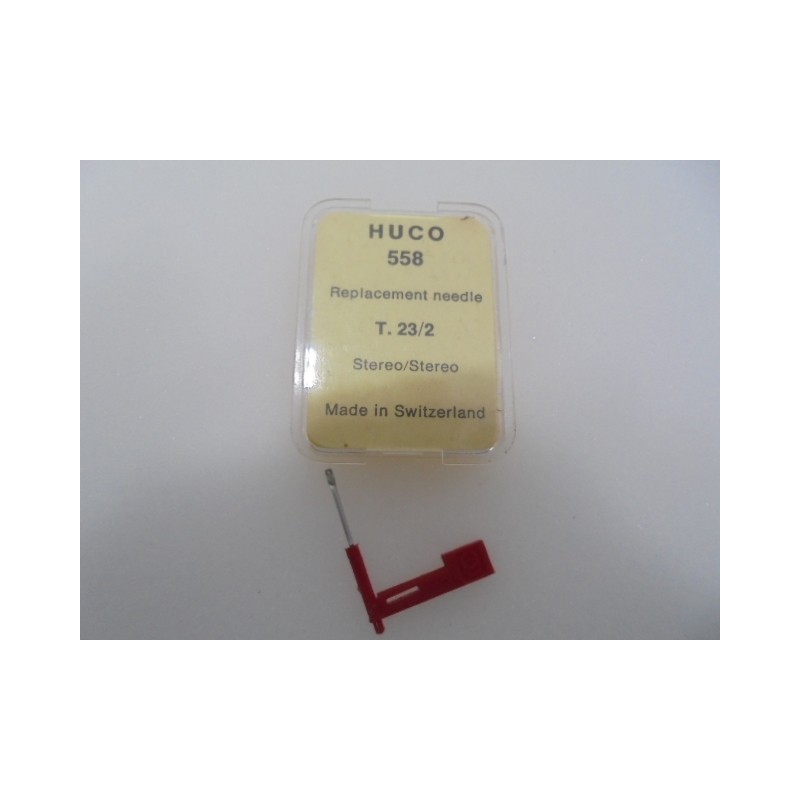 HUCO
558
Replacement needle
T. 23/2
Stereo/Stereo
Made in Switzerland